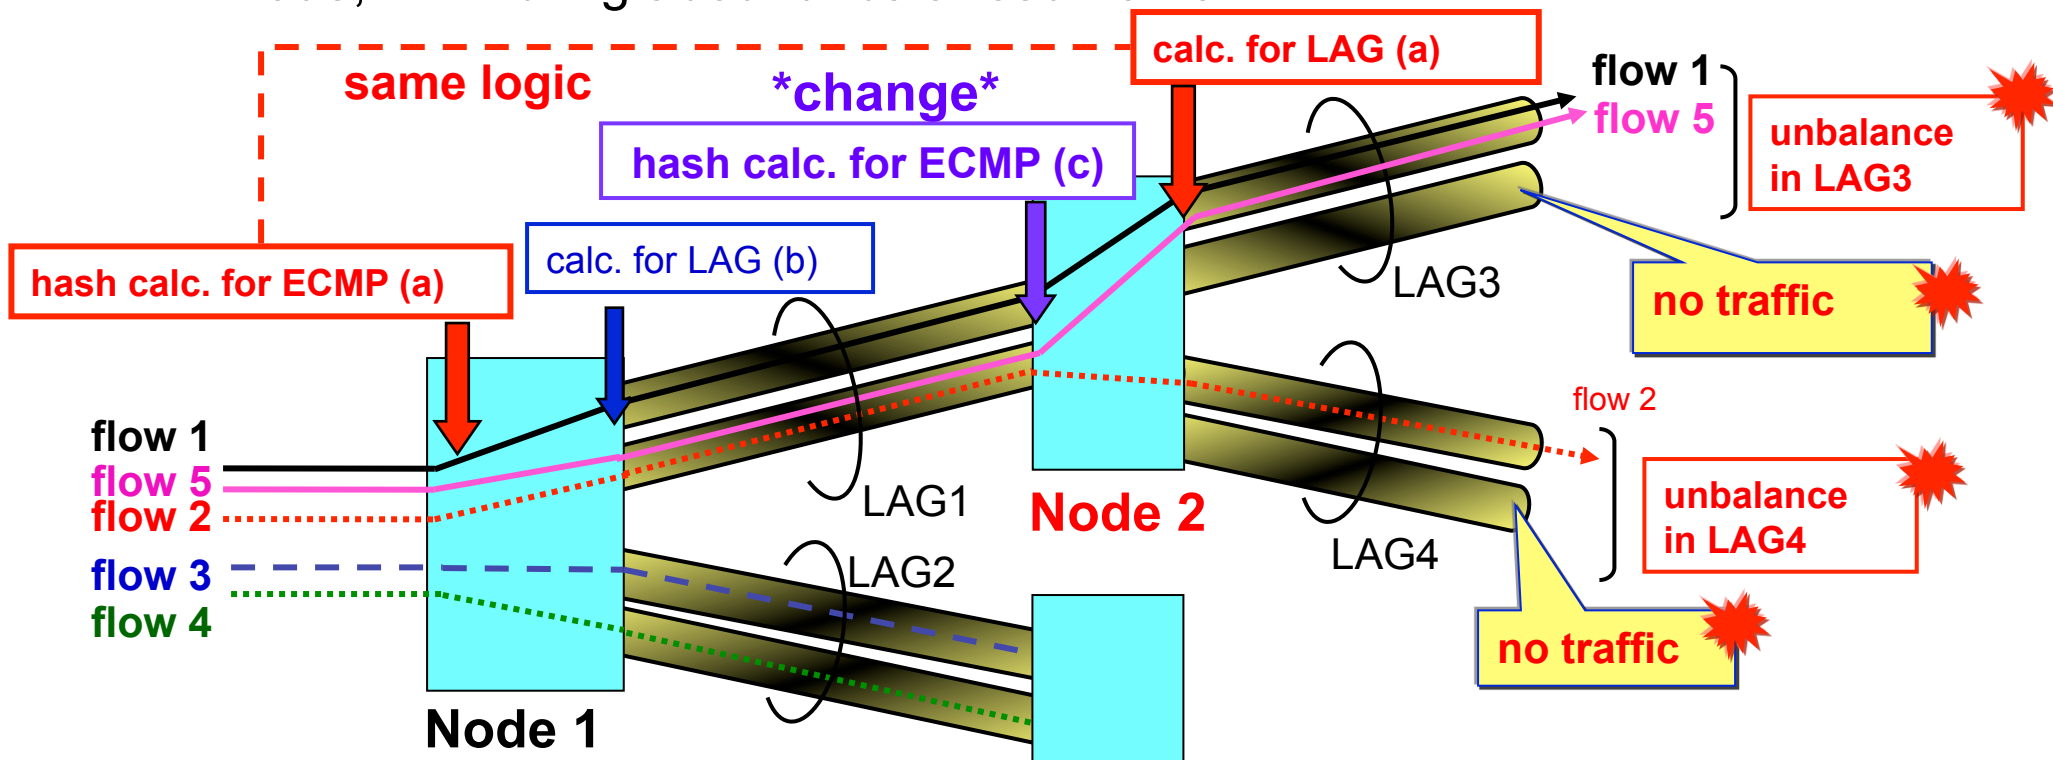 calc. for LAG (a)
same logic
*change*
flow 1
flow 5
unbalance
in LAG3
hash calc. for ECMP (c)
hash calc. for ECMP (a)
calc. for LAG (b)
LAG3
no traffic
flow 2
flow 1
flow 5
flow 2
LAG1
Node 2
unbalance
in LAG4
LAG4
flow 3
LAG2
flow 4
no traffic
Node 1